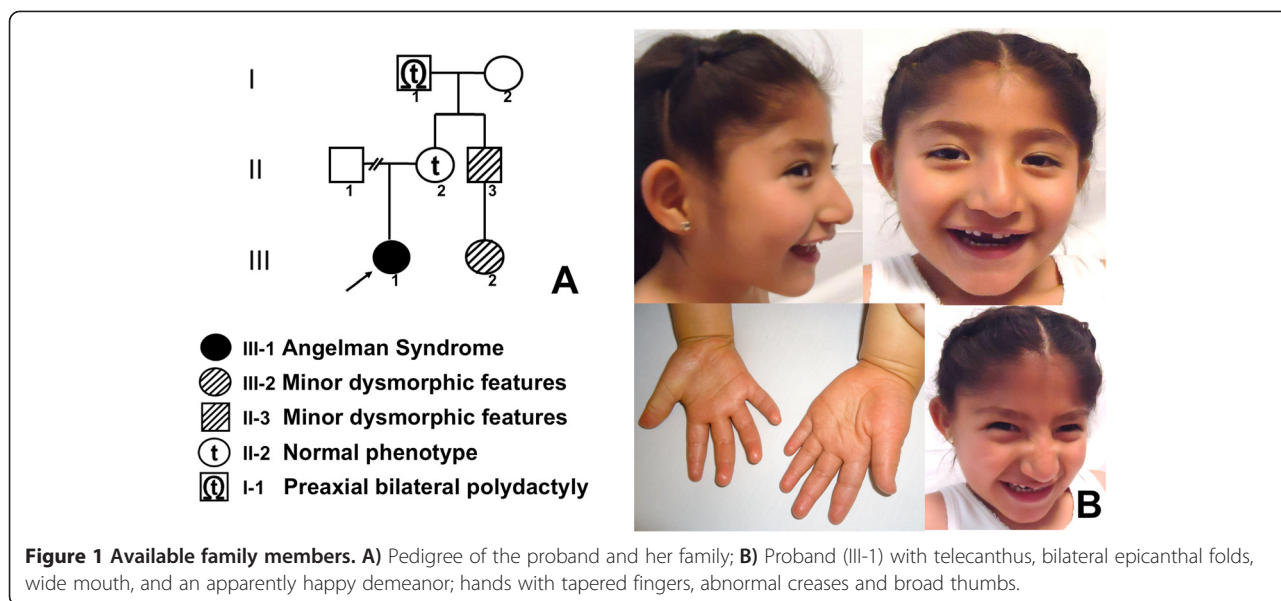 I
t
1
2
II
1
t
2
3
III
1
2
A
III-1 Angelman Syndrome
III-2 Minor dysmorphic features
II-3 Minor dysmorphic features
t II-2 Normal phenotype
Ω t I-1 Preaxial bilateral polydactyly
B
Figure 1 Available family members. A) Pedigree of the proband and her family; B) Proband (III-1) with telecanthus, bilateral epicanthal folds,
wide mouth, and an apparently happy demeanor; hands with tapered fingers, abnormal creases and broad thumbs.